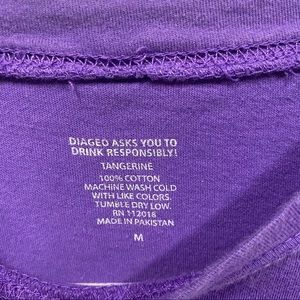 DIAGEO ASKS YOU TO
DRINK RESPONSIBLY!
TANGERINE
100% COTTON
MACHINE WASH COLD
WITH LIKE COLORS.
TUMBLE DRY LOW.
RN 112018
MADE IN PAKISTAN
M